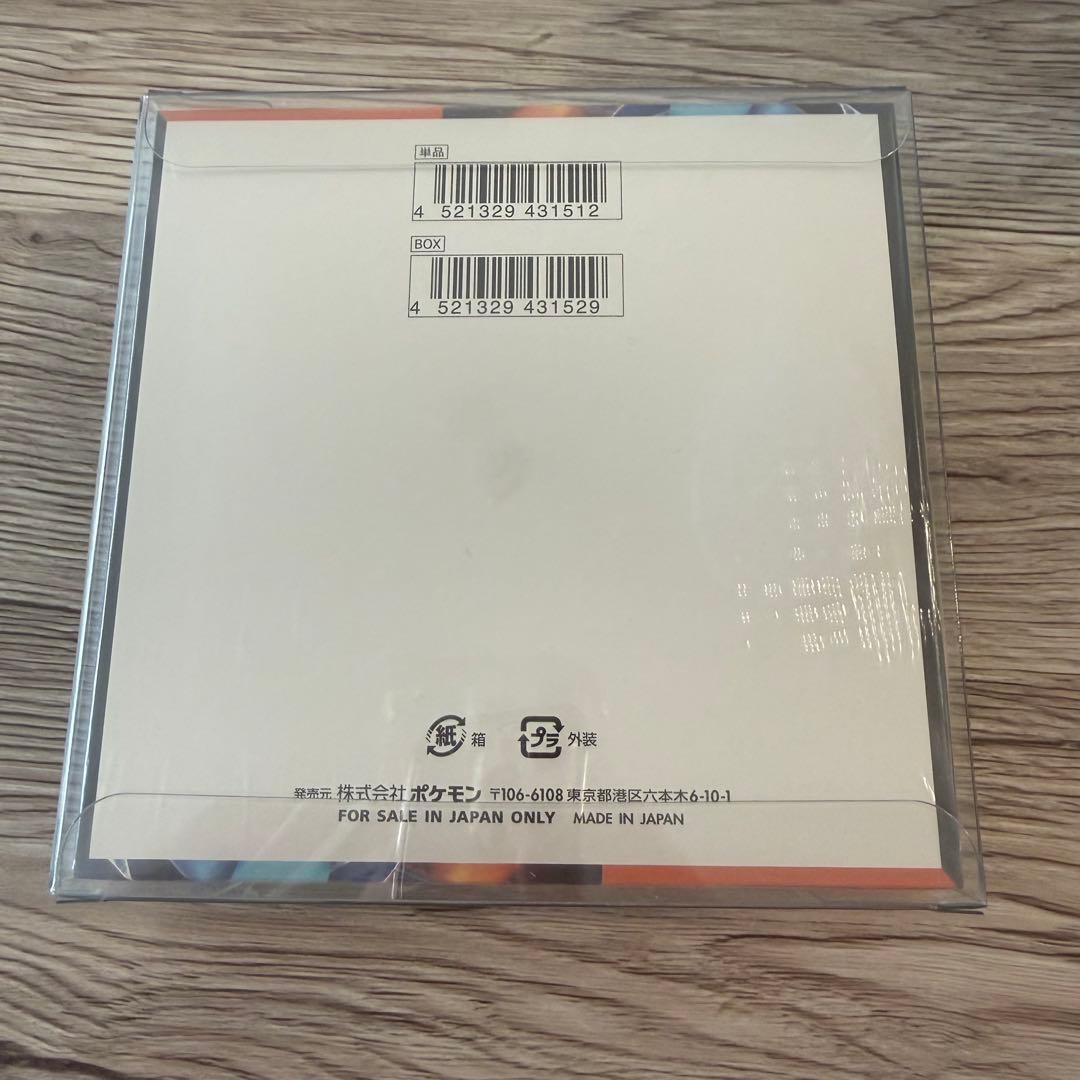 単品
4 521329 431512
BOX
4 521329 431529
紙 箱 プラ 外装
発売元 株式会社ポケモン 〒106-6108 東京都港区六本木6-10-1
FOR SALE IN JAPAN ONLY MADE IN JAPAN